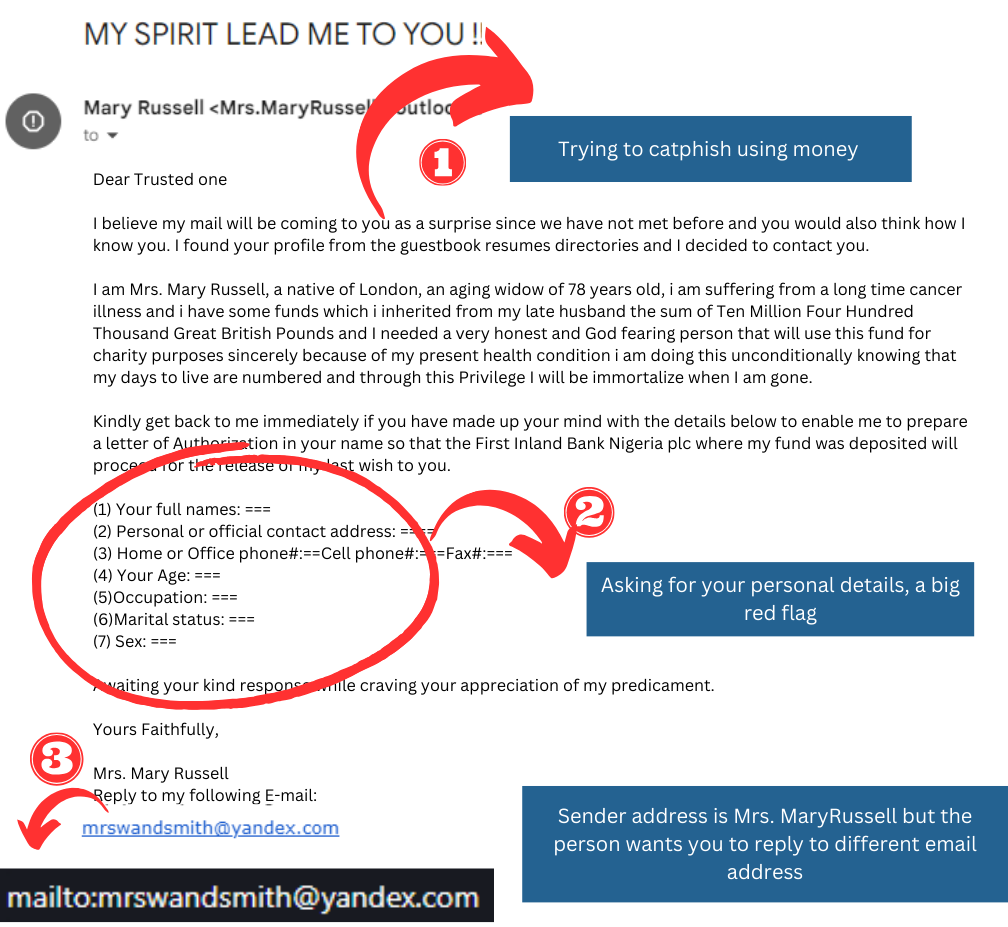 MY SPIRIT LEAD ME TO YOU !!
Mary Russell <Mrs.MaryRussell outloo
to
1
Trying to catphish using money
Dear Trusted one
I believe my mail will be coming to you as a surprise since we have not met before and you would also think how I
know you. I found your profile from the guestbook resumes directories and I decided to contact you.
I am Mrs. Mary Russell, a native of London, an aging widow of 78 years old, i am suffering from a long time cancer
illness and i have some funds which i inherited from my late husband the sum of Ten Million Four Hundred
Thousand Great British Pounds and I needed a very honest and God fearing person that will use this fund for
charity purposes sincerely because of my present health condition i am doing this unconditionally knowing that
my days to live are numbered and through this Privilege I will be immortalize when I am gone.
Kindly get back to me immediately if you have made up your mind with the details below to enable me to prepare
a letter of Authorization in your name so that the First Inland Bank Nigeria plc where my fund was deposited will
proceed for the release of my last wish to you.
(1) Your full names: ===
(2) Personal or official contact address: ====
(3) Home or Office phone#:==Cell phone#:===Fax#:===
(4) Your Age: ===
(5)Occupation: ===
(6)Marital status: ===
(7) Sex: ===
2
Asking for your personal details, a big
red flag
Awaiting your kind response while craving your appreciation of my predicament.
Yours Faithfully,
3
Mrs. Mary Russell
Reply to my following E-mail:
mrswandsmith@yandex.com
mailto:mrswandsmith@yandex.com
Sender address is Mrs. MaryRussell but the
person wants you to reply to different email
address